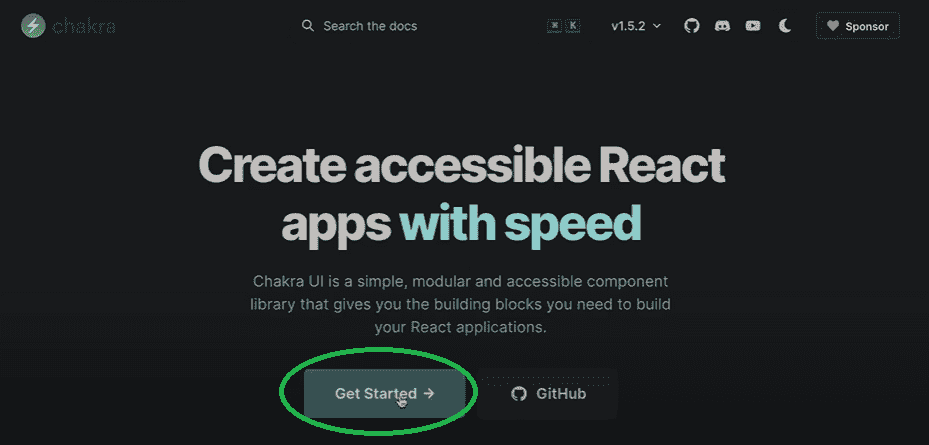 chakra
Search the docs
⌘ K
v1.5.2
Sponsor
Create accessible React
apps with speed
Chakra UI is a simple, modular and accessible component
library that gives you the building blocks you need to build
your React applications.
Get Started →
GitHub